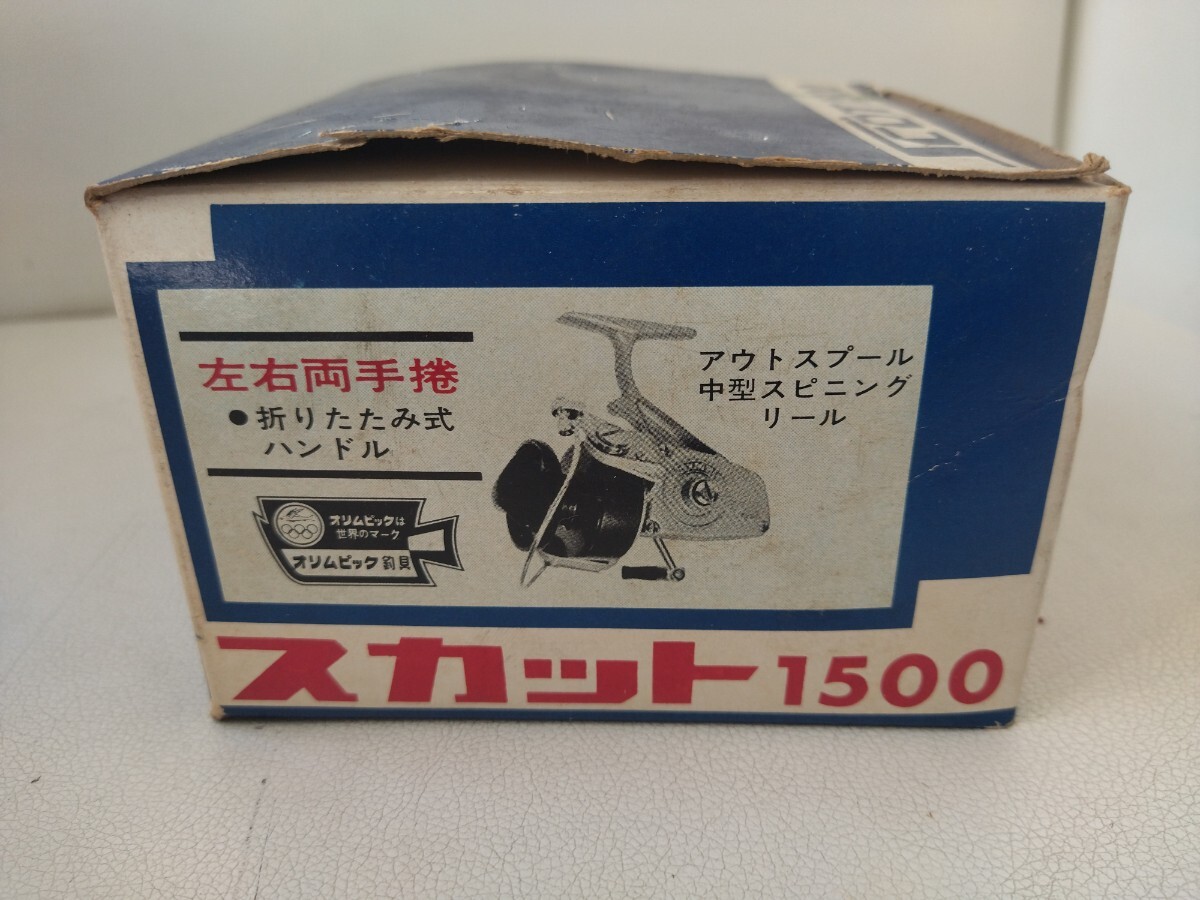 左右両手捲
●折りたたみ式
ハンドル
アウトスプール
中型スピニング
リール
オリムピックは
世界のマーク
オリムピック釣具
スカット1500